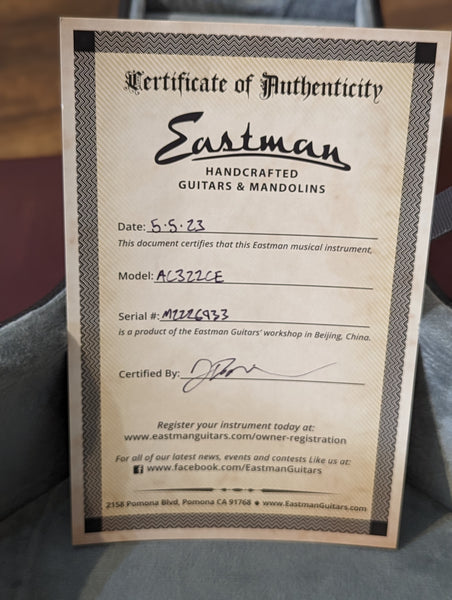 Certificate of Authenticity
Eastman
HANDCRAFTED
GUITARS & MANDOLINS
Date: 5.5.23
This document certifies that this Eastman musical instrument,
Model: AC322CE
Serial #: M2226933
is a product of the Eastman Guitars' workshop in Beijing, China.
Certified By:
Register your instrument today at:
www.eastmanguitars.com/owner-registration
For all of our latest news, events and contests Like us at:
f www.facebook.com/EastmanGuitars
2158 Pomona Blvd, Pomona CA 91768 • www.EastmanGuitars.com